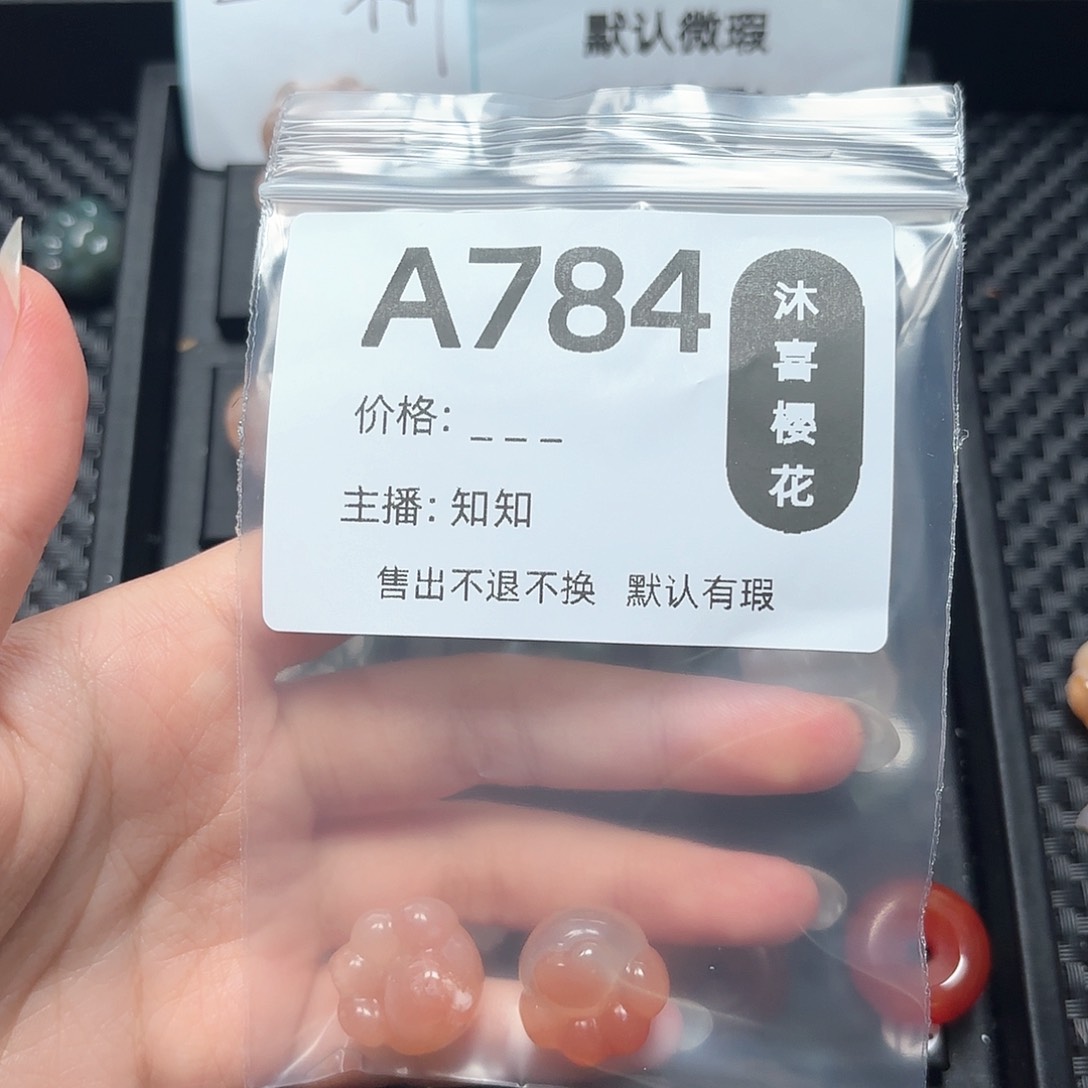 默认微瑕
A784
沐喜樱花
价格: _ _ _
主播: 知知
售出不退不换 默认有瑕